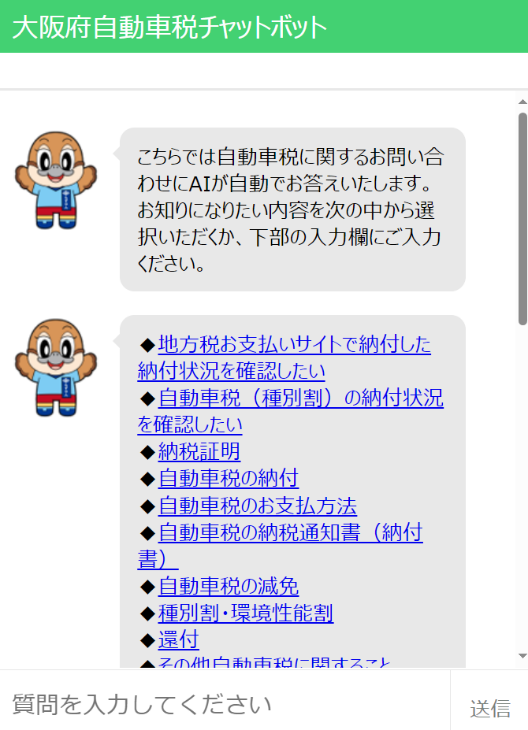 大阪府自動車税チャットボット
こちらでは自動車税に関するお問い合
わせにAIが自動でお答えいたします。
お知りになりたい内容を次の中から選
択いただくか、下部の入力欄にご入力
ください。
◆地方税お支払いサイトで納付した
納付状況を確認したい
◆自動車税（種別割）の納付状況
を確認したい
◆納税証明
◆自動車税の納付
◆自動車税のお支払方法
◆自動車税の納税通知書（納付
書）
◆自動車税の減免
◆種別割・環境性能割
◆還付
◆その他自動車税に関すること
質問を入力してください
送信